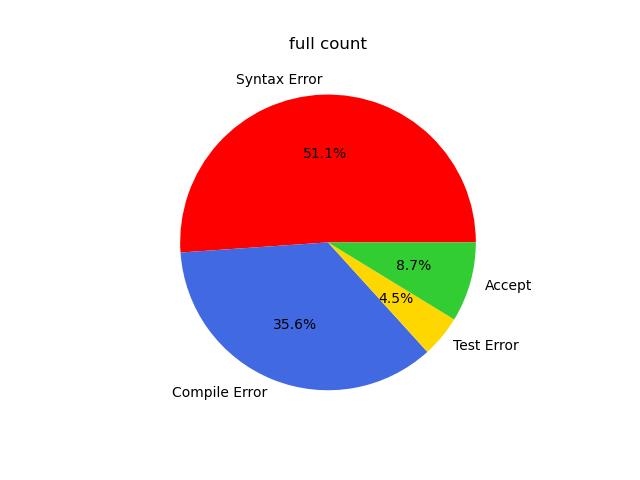 full count
Syntax Error
51.1%
8.7%
Accept
4.5%
35.6%
Test Error
Compile Error